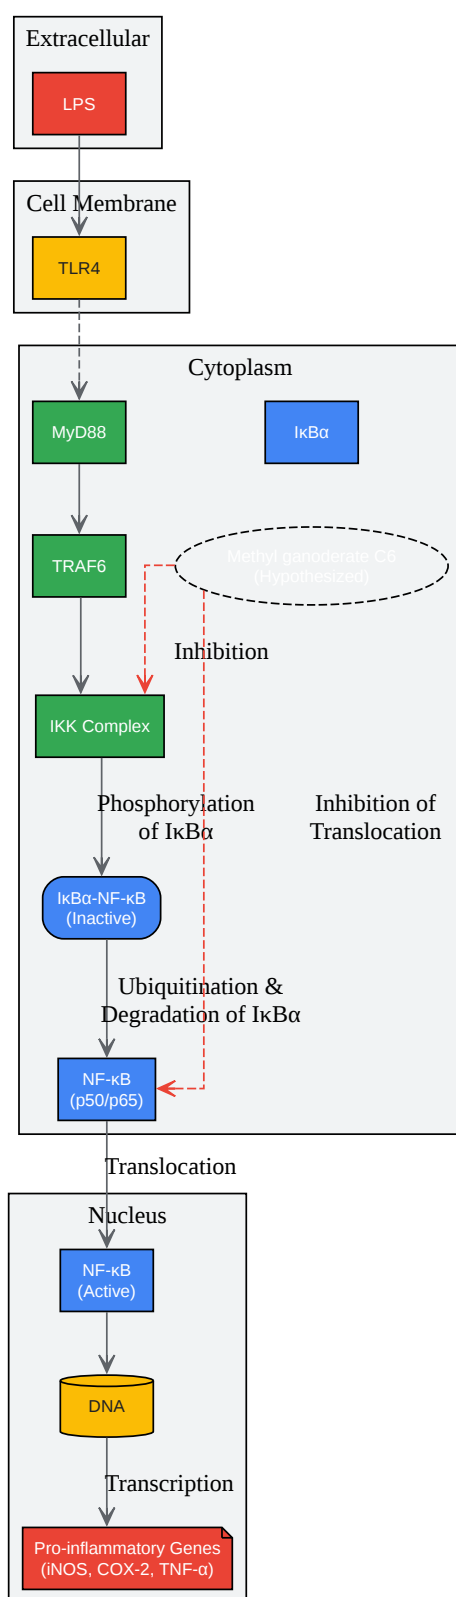 Extracellular
LPS
Cell Membrane
TLR4
Cytoplasm
MyD88
IκBα
TRAF6
Methyl ganoderate C6
(Hypothesized)
Inhibition
IKK Complex
Phosphorylation
of IκBα
Inhibition of
Translocation
IκBα-NF-κB
(Inactive)
Ubiquitination &
Degradation of IκBα
NF-κB
(p50/p65)
Translocation
Nucleus
NF-κB
(Active)
DNA
Transcription
Pro-inflammatory Genes
(iNOS, COX-2, TNF-α)